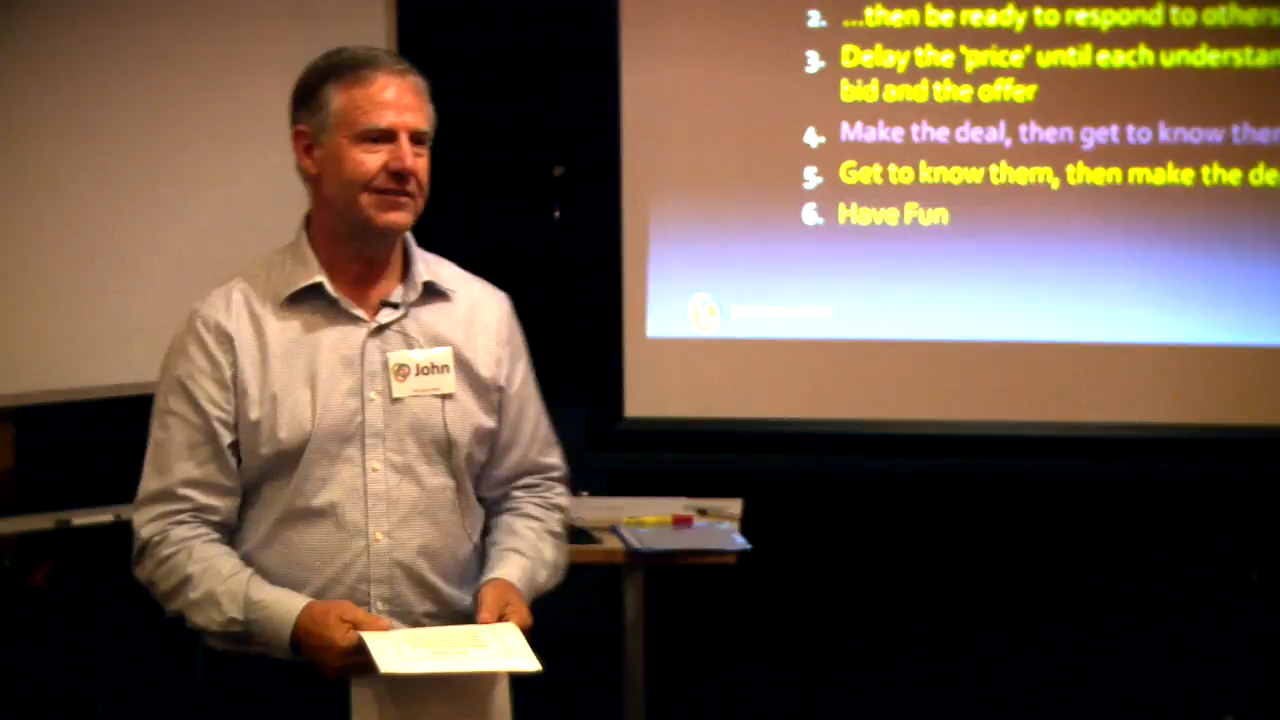 2. ...then be ready to respond to others
3. Delay the 'price' until each understan
bid and the offer
4. Make the deal, then get to know the
5. Get to know them, then make the de
6. Have Fun
John